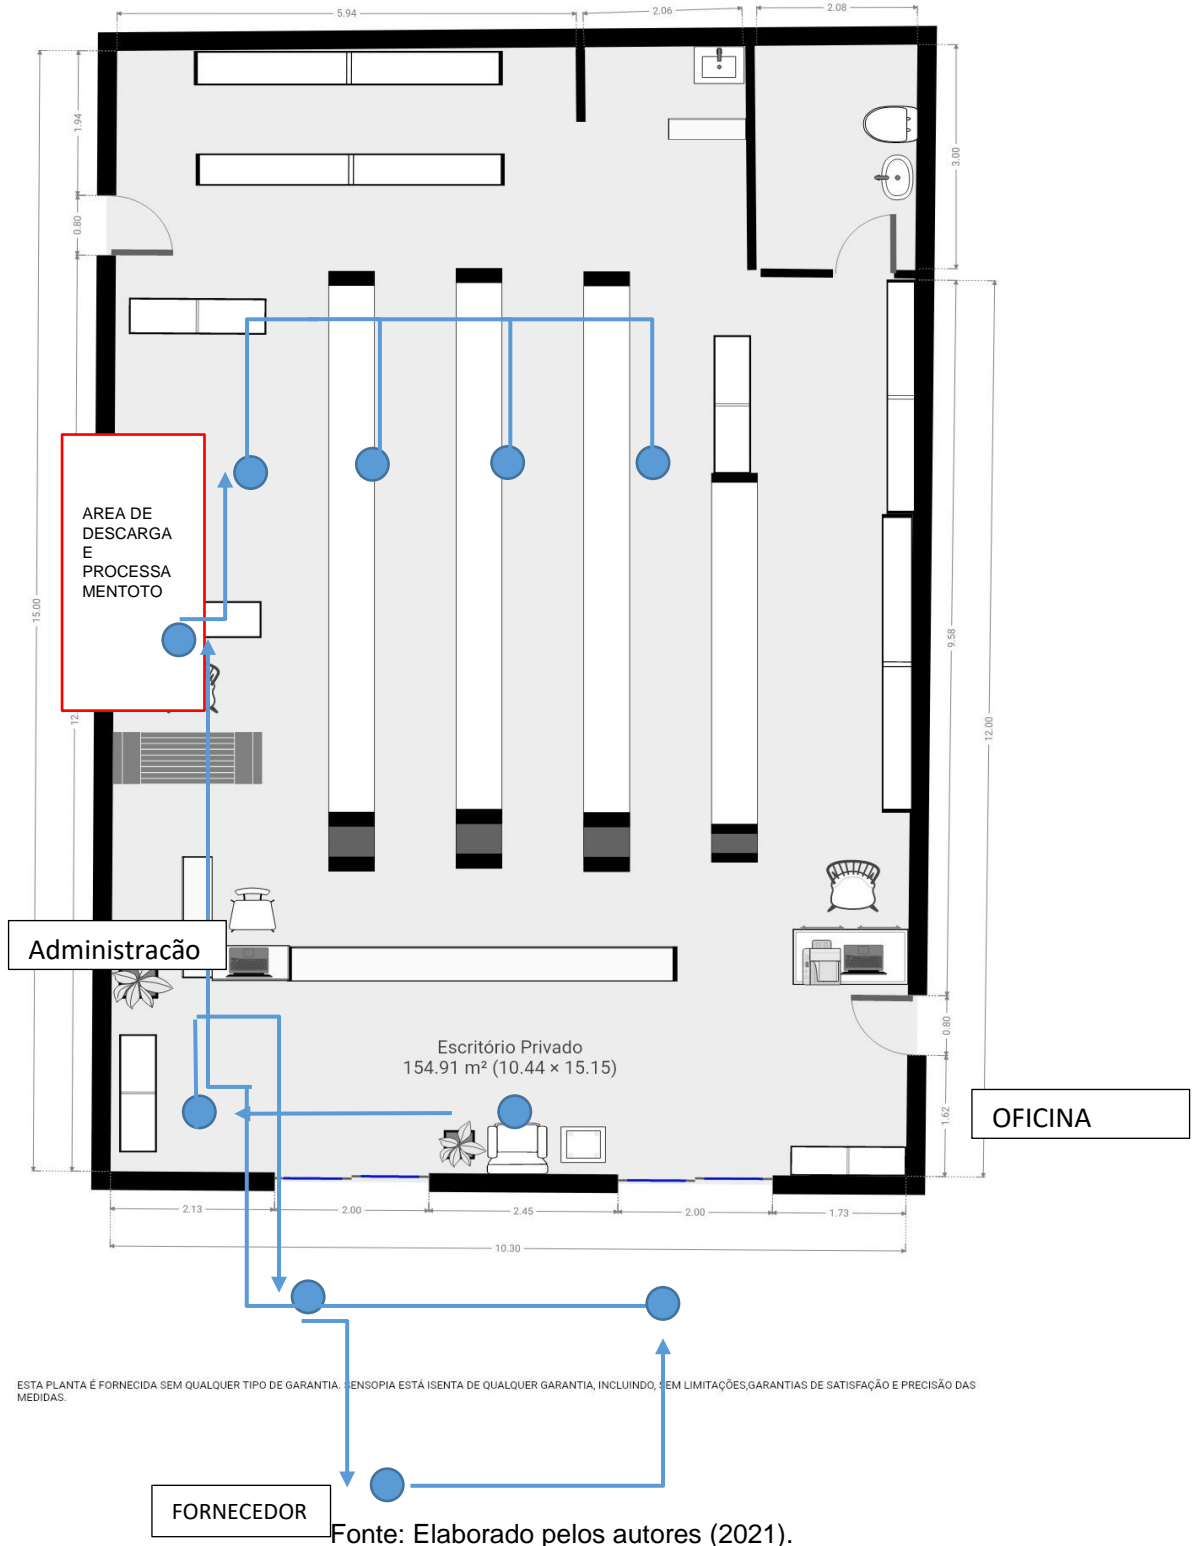 5.94
2.06
2.08
1.94
3.00
0.80
AREA DE
DESCARGA
E
PROCESSA
MENTOTO
15.00
12.
9.58
12.00
Administracão
0.80
Escritório Privado
154.91 m² (10.44 × 15.15)
1.62
OFICINA
2.13
2.00
2.45
2.00
1.73
10.30
ESTA PLANTA É FORNECIDA SEM QUALQUER TIPO DE GARANTIA. SENSOPIA ESTÁ ISENTA DE QUALQUER GARANTIA, INCLUINDO, SEM LIMITAÇÕES,GARANTIAS DE SATISFAÇÃO E PRECISÃO DAS
MEDIDAS.
FORNECEDOR
Fonte: Elaborado pelos autores (2021).